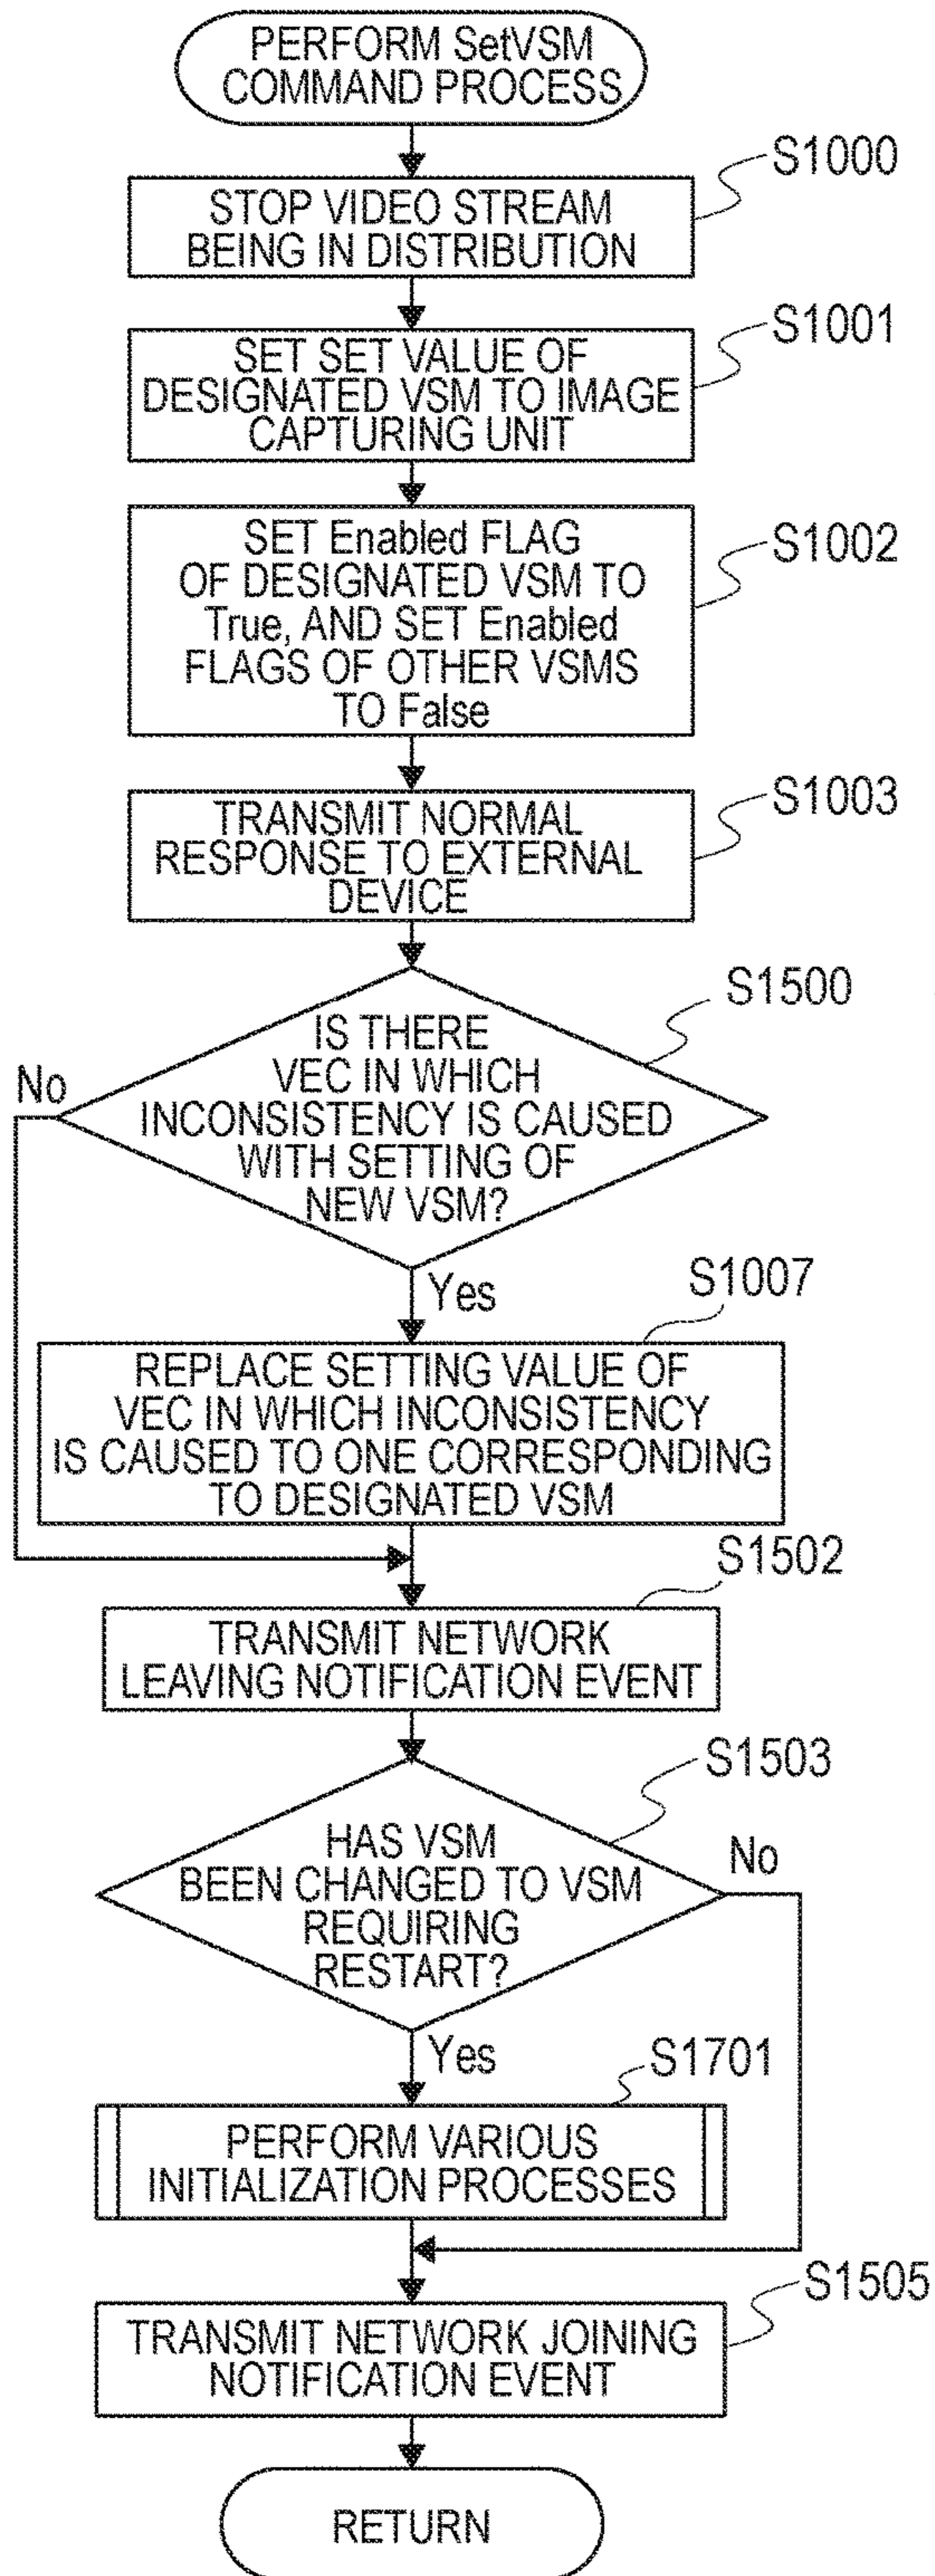 PERFORM SetVSM
COMMAND PROCESS
S1000
STOP VIDEO STREAM
BEING IN DISTRIBUTION
S1001
SET SET VALUE OF
DESIGNATED VSM TO IMAGE
CAPTURING UNIT
S1002
SET Enabled FLAG
OF DESIGNATED VSM TO
True, AND SET Enabled
FLAGS OF OTHER VSMS
TO False
S1003
TRANSMIT NORMAL
RESPONSE TO EXTERNAL
DEVICE
S1500
IS THERE
VEC IN WHICH
INCONSISTENCY IS CAUSED
WITH SETTING OF
NEW VSM?
No
Yes
S1007
REPLACE SETTING VALUE OF
VEC IN WHICH INCONSISTENCY
IS CAUSED TO ONE CORRESPONDING
TO DESIGNATED VSM
S1502
TRANSMIT NETWORK
LEAVING NOTIFICATION EVENT
S1503
HAS VSM
BEEN CHANGED TO VSM
REQUIRING
RESTART?
No
Yes
S1701
PERFORM VARIOUS
INITIALIZATION PROCESSES
S1505
TRANSMIT NETWORK JOINING
NOTIFICATION EVENT
RETURN